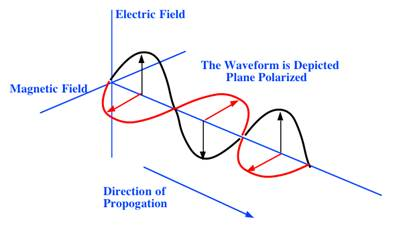 Electric Field
The Waveform is Depicted
Plane Polarized
Magnetic Field
Direction of
Propogation